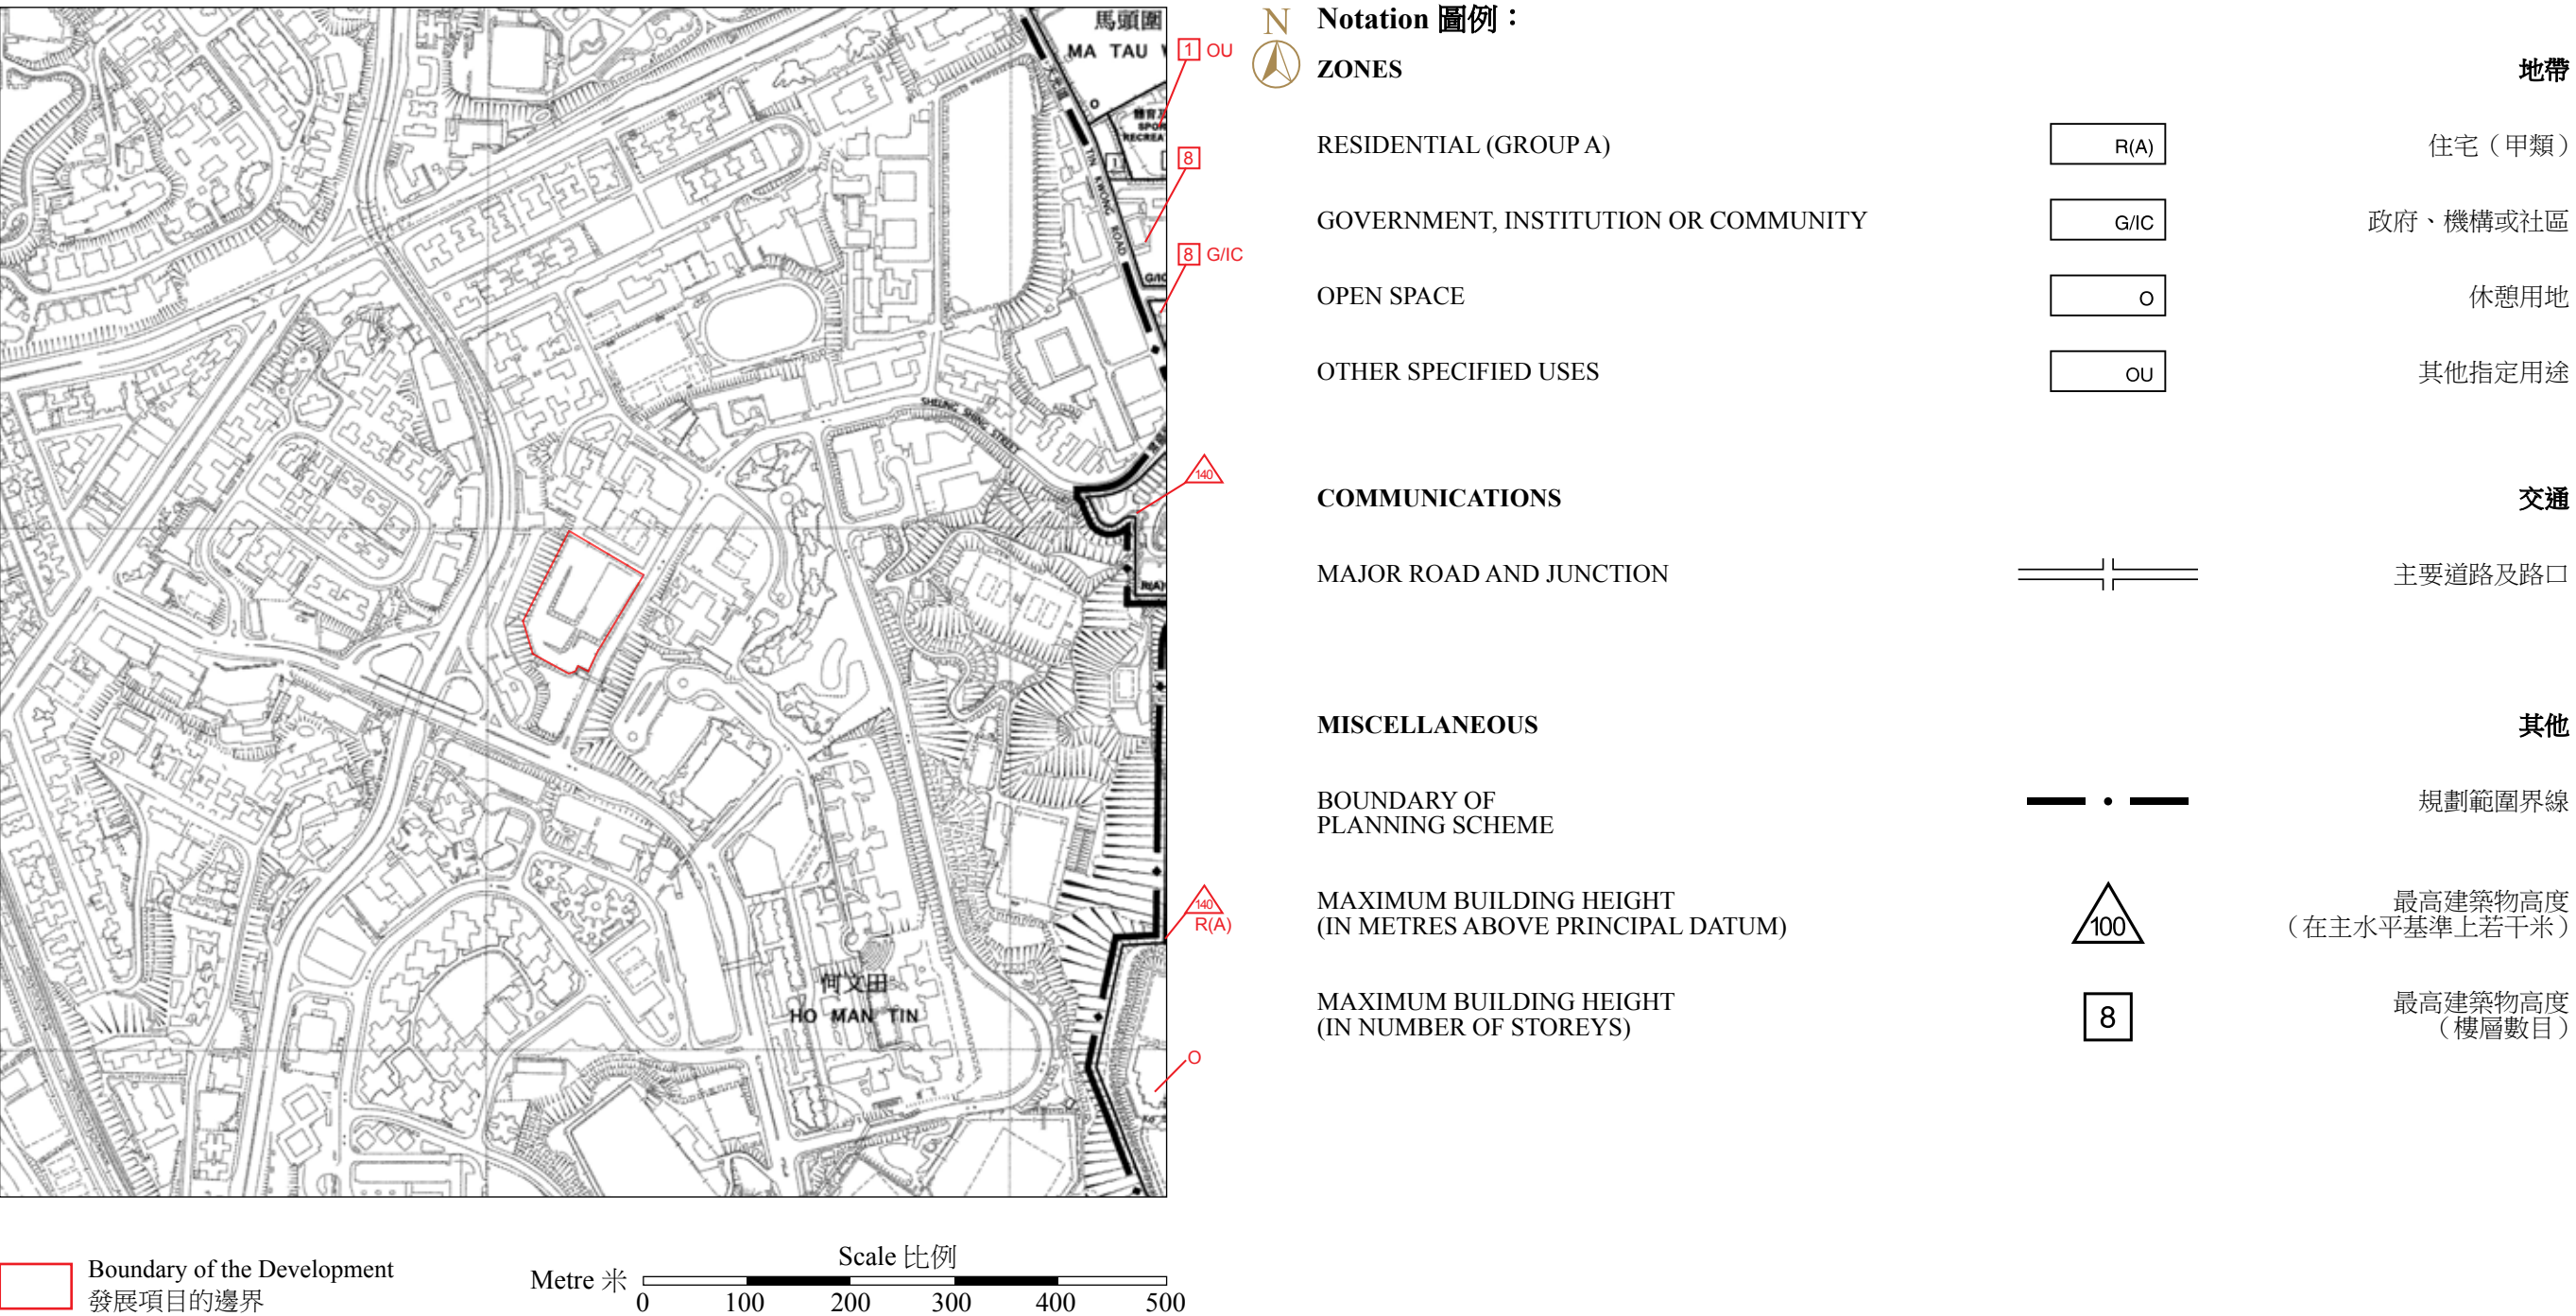 馬頭圍
MA TAU
1 OU
O
SPOR
RECREA
1
8
TIN KWONG ROAD
8 G/IC
G/IC
SHEUNG SHING STREET
140
R(A)
140
R(A)
何文田
HO MAN TIN
O
N
Notation 圖例：
ZONES 地帶
RESIDENTIAL (GROUP A) R(A) 住宅（甲類）
GOVERNMENT, INSTITUTION OR COMMUNITY G/IC 政府、機構或社區
OPEN SPACE O 休憩用地
OTHER SPECIFIED USES OU 其他指定用途
COMMUNICATIONS 交通
MAJOR ROAD AND JUNCTION 主要道路及路口
MISCELLANEOUS 其他
BOUNDARY OF
PLANNING SCHEME
規劃範圍界線
MAXIMUM BUILDING HEIGHT
(IN METRES ABOVE PRINCIPAL DATUM)
100
最高建築物高度
（在主水平基準上若干米）
MAXIMUM BUILDING HEIGHT
(IN NUMBER OF STOREYS)
8
最高建築物高度
（樓層數目）
Boundary of the Development
發展項目的邊界
Scale 比例
Metre 米
0 100 200 300 400 500